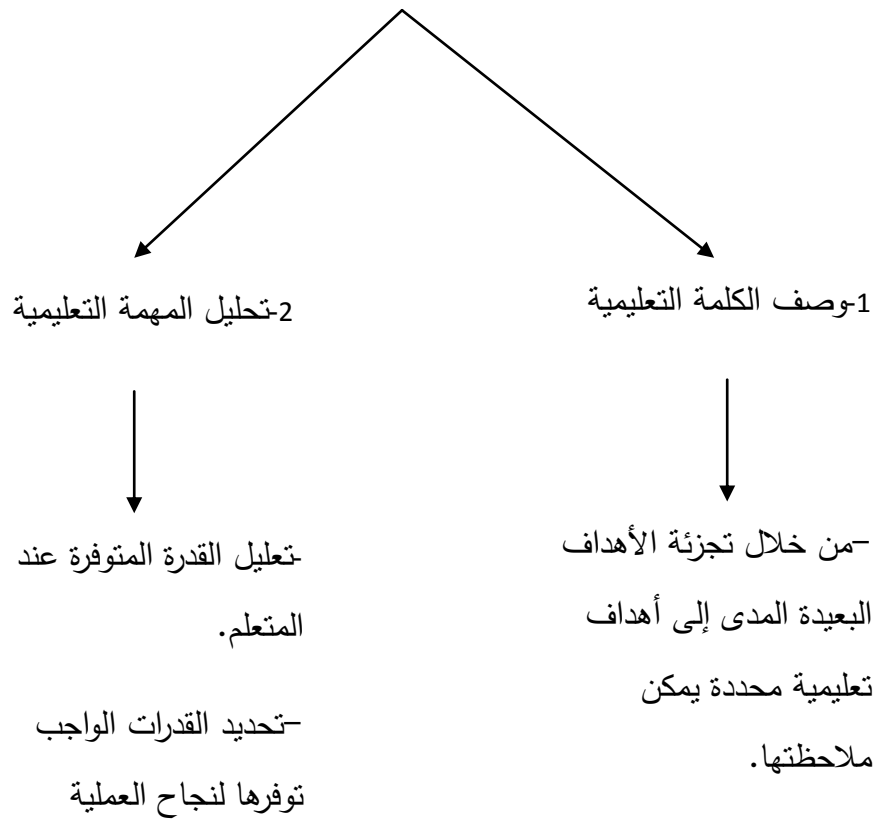 1-وصف الكلمة التعليمية
2-تحليل المهمة التعليمية
–من خلال تجزئة الأهداف
البعيدة المدى إلى أهداف
تعليمية محددة يمكن
ملاحظتها.
-تعليل القدرة المتوفرة عند
المتعلم.
–تحديد القدرات الواجب
توفرها لنجاح العملية